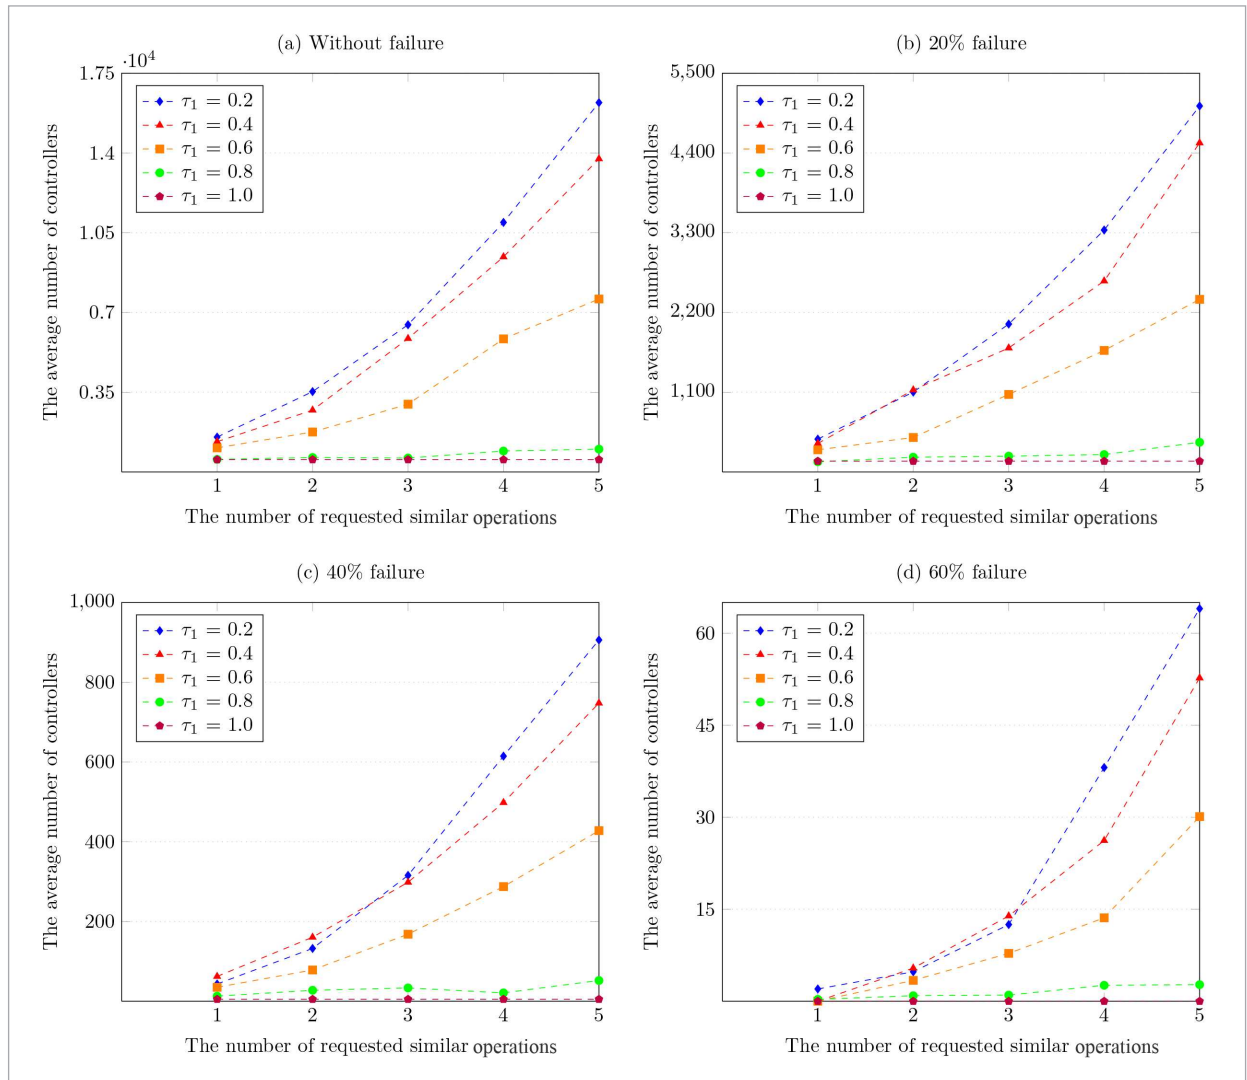 (a) Without failure
·10⁴
1.75
1.4
1.05
0.7
0.35
The average number of controllers
τ₁ = 0.2
τ₁ = 0.4
τ₁ = 0.6
τ₁ = 0.8
τ₁ = 1.0
1 2 3 4 5
The number of requested similar operations
(b) 20% failure
5,500
4,400
3,300
2,200
1,100
The average number of controllers
τ₁ = 0.2
τ₁ = 0.4
τ₁ = 0.6
τ₁ = 0.8
τ₁ = 1.0
1 2 3 4 5
The number of requested similar operations
(c) 40% failure
1,000
800
600
400
200
The average number of controllers
τ₁ = 0.2
τ₁ = 0.4
τ₁ = 0.6
τ₁ = 0.8
τ₁ = 1.0
1 2 3 4 5
The number of requested similar operations
(d) 60% failure
60
45
30
15
The average number of controllers
τ₁ = 0.2
τ₁ = 0.4
τ₁ = 0.6
τ₁ = 0.8
τ₁ = 1.0
1 2 3 4 5
The number of requested similar operations